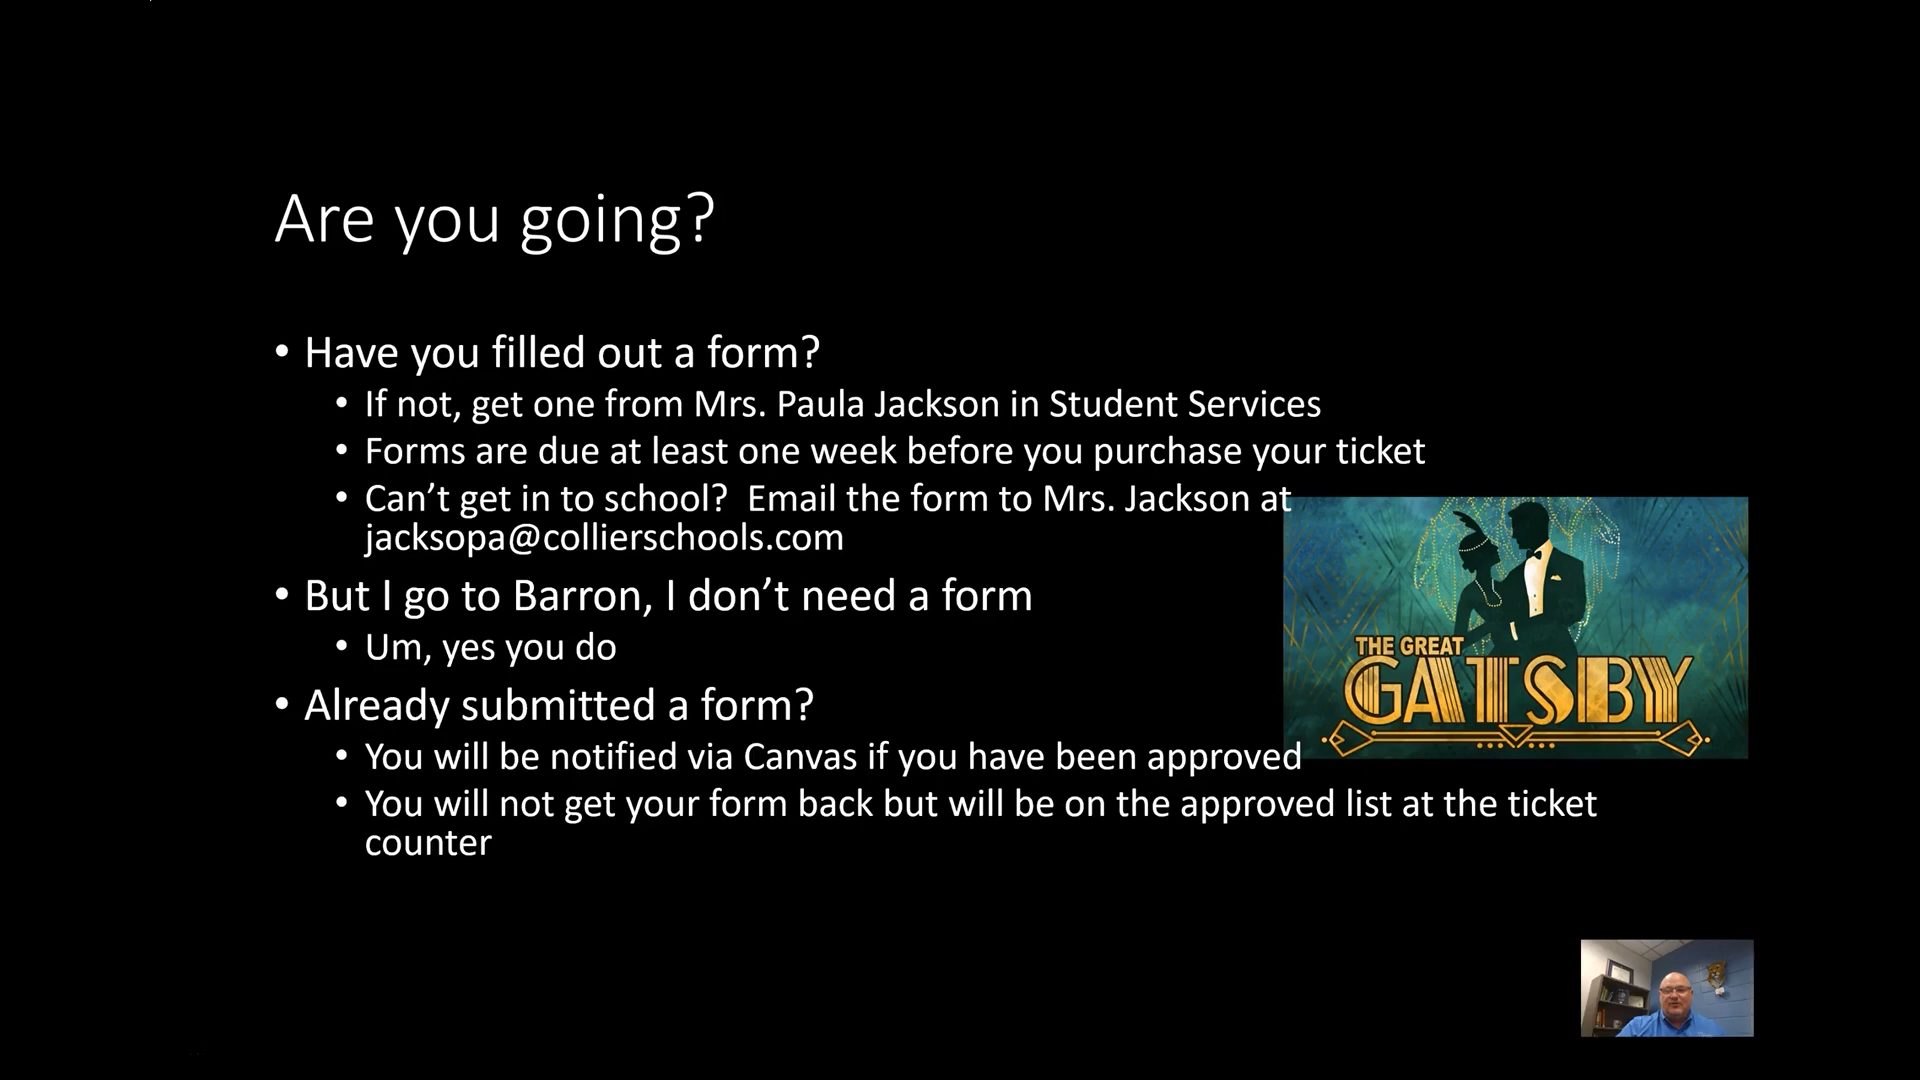 Are you going?
• Have you filled out a form?
• If not, get one from Mrs. Paula Jackson in Student Services
• Forms are due at least one week before you purchase your ticket
• Can’t get in to school?  Email the form to Mrs. Jackson at
jacksopa@collierschools.com
• But I go to Barron, I don’t need a form
• Um, yes you do
• Already submitted a form?
• You will be notified via Canvas if you have been approved
• You will not get your form back but will be on the approved list at the ticket
counter
THE GREAT
GATSBY